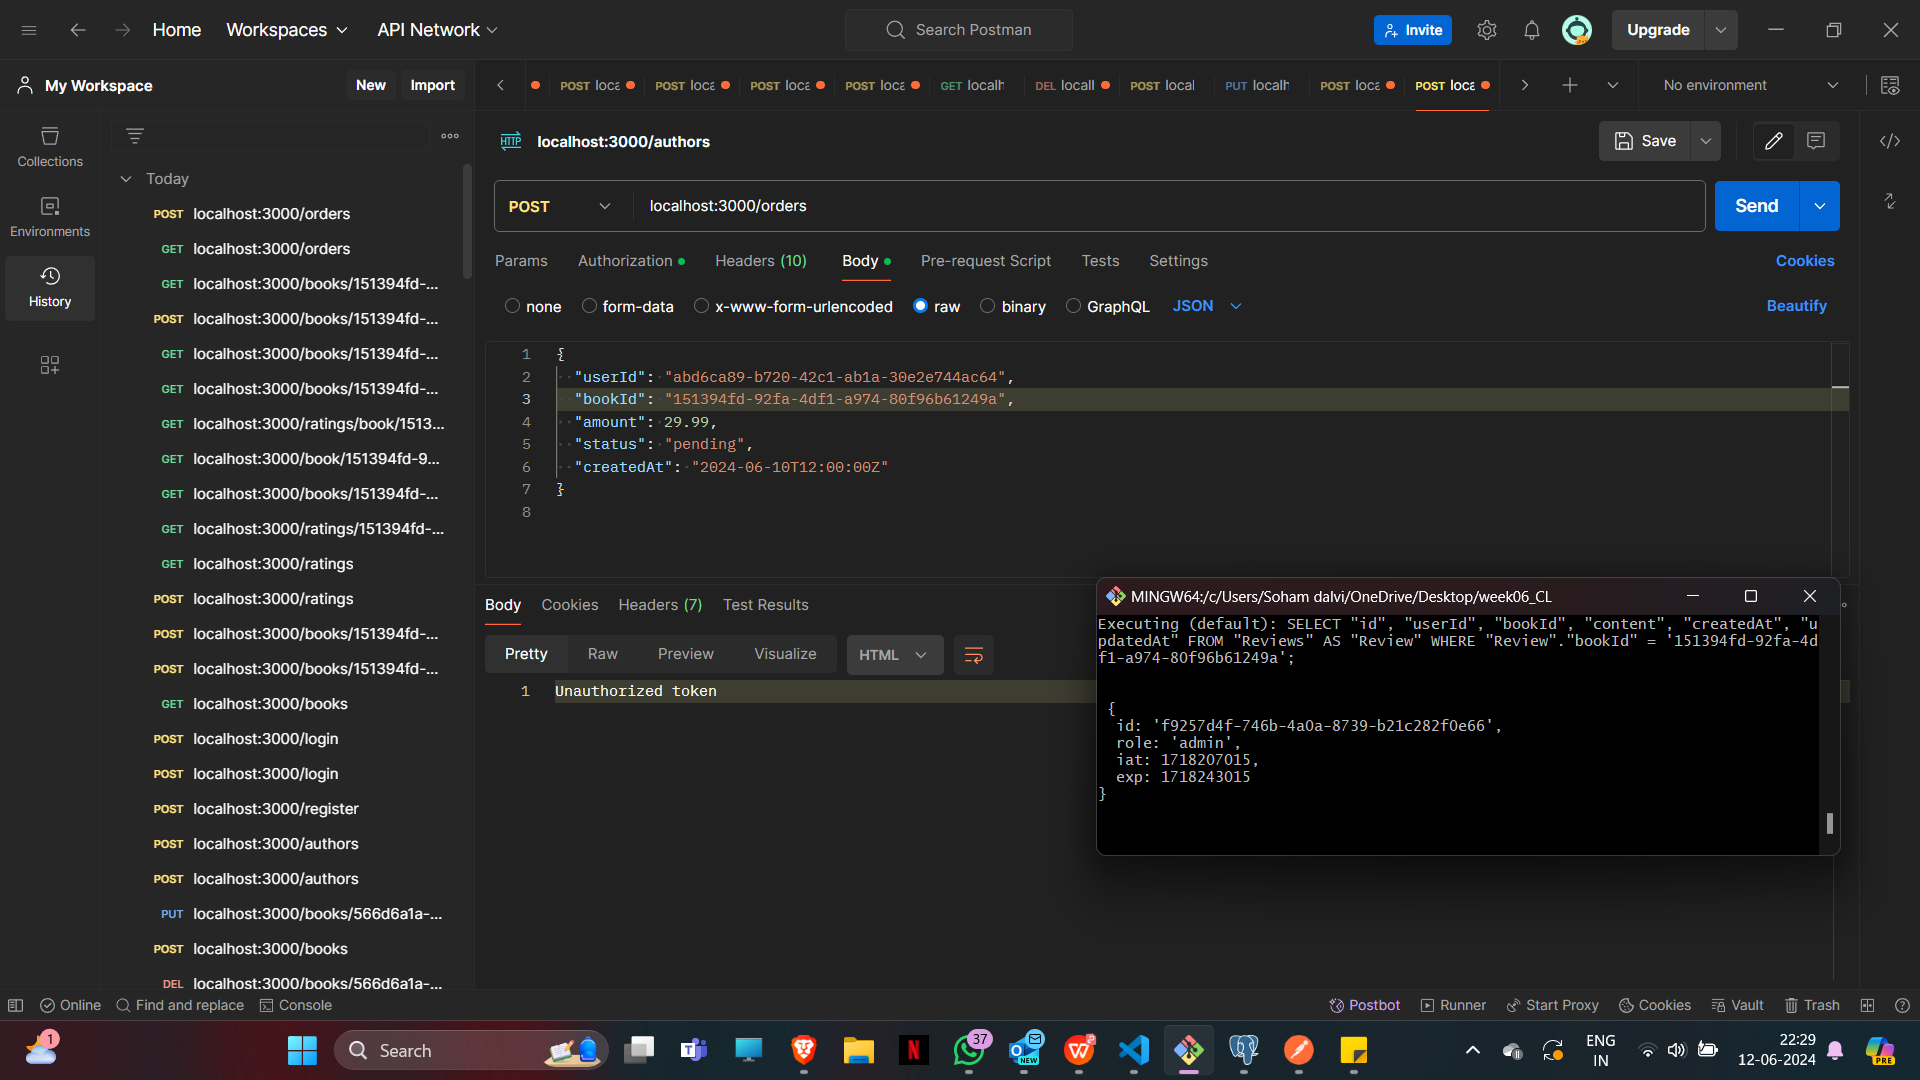 Home
Workspaces
API Network
Search Postman
Invite
Upgrade
My Workspace
New
Import
POST loca
POST loca
POST loca
POST loca
GET localh
DEL locall
POST local
PUT localh
POST loca
POST loca
No environment
Collections
Environments
History
Today
POST localhost:3000/orders
GET localhost:3000/orders
GET localhost:3000/books/151394fd-...
POST localhost:3000/books/151394fd-...
GET localhost:3000/books/151394fd-...
GET localhost:3000/books/151394fd-...
GET localhost:3000/ratings/book/1513...
GET localhost:3000/book/151394fd-9...
GET localhost:3000/books/151394fd-...
GET localhost:3000/ratings/151394fd-...
GET localhost:3000/ratings
POST localhost:3000/ratings
POST localhost:3000/books/151394fd-...
POST localhost:3000/books/151394fd-...
GET localhost:3000/books
POST localhost:3000/login
POST localhost:3000/login
POST localhost:3000/register
POST localhost:3000/authors
POST localhost:3000/authors
PUT localhost:3000/books/566d6a1a-...
POST localhost:3000/books
DEL localhost:3000/books/566d6a1a-...
HTTP localhost:3000/authors
Save
POST
localhost:3000/orders
Send
Params
Authorization
Headers (10)
Body
Pre-request Script
Tests
Settings
Cookies
none
form-data
x-www-form-urlencoded
raw
binary
GraphQL
JSON
Beautify
1 {
2 "userId": "abd6ca89-b720-42c1-ab1a-30e2e744ac64",
3 "bookId": "151394fd-92fa-4df1-a974-80f96b61249a",
4 "amount": 29.99,
5 "status": "pending",
6 "createdAt": "2024-06-10T12:00:00Z"
7 }
8
Body
Cookies
Headers (7)
Test Results
Pretty
Raw
Preview
Visualize
HTML
1 Unauthorized token
MINGW64:/c/Users/Soham dalvi/OneDrive/Desktop/week06_CL
Executing (default): SELECT "id", "userId", "bookId", "content", "createdAt", "u
pdatedAt" FROM "Reviews" AS "Review" WHERE "Review"."bookId" = '151394fd-92fa-4d
f1-a974-80f96b61249a';
{
id: 'f9257d4f-746b-4a0a-8739-b21c282f0e66',
role: 'admin',
iat: 1718207015,
exp: 1718243015
}
Online
Find and replace
Console
Postbot
Runner
Start Proxy
Cookies
Vault
Trash
1
Search
37
NEW
ENG
IN
22:29
12-06-2024
PRE